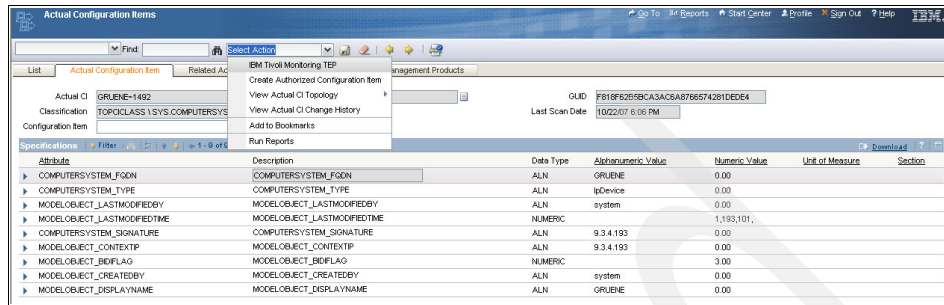 Actual Configuration Items
Go To Reports Start Center Profile Sign Out ? Help IBM
Find: Select Action
List Actual Configuration Item Related Ac anagement Products
IBM Tivoli Monitoring TEP
Create Authorized Configuration Item
View Actual CI Topology
View Actual CI Change History
Add to Bookmarks
Run Reports
Actual CI GRUENE~1492 GUID F818F62B5BCA3AC6A8766574281DEDE4
Classification TOPCICLASS \ SYS.COMPUTERSYS Last Scan Date 10/22/07 6:06 PM
Configuration Item
Specifications Filter 1 - 9 of 9 Download ?
Attribute Description Data Type Alphanumeric Value Numeric Value Unit of Measure Section
COMPUTERSYSTEM_FQDN COMPUTERSYSTEM_FQDN ALN GRUENE 0.00
COMPUTERSYSTEM_TYPE COMPUTERSYSTEM_TYPE ALN IpDevice 0.00
MODELOBJECT_LASTMODIFIEDBY MODELOBJECT_LASTMODIFIEDBY ALN system 0.00
MODELOBJECT_LASTMODIFIEDTIME MODELOBJECT_LASTMODIFIEDTIME NUMERIC 1,193,101,
COMPUTERSYSTEM_SIGNATURE COMPUTERSYSTEM_SIGNATURE ALN 9.3.4.193 0.00
MODELOBJECT_CONTEXTIP MODELOBJECT_CONTEXTIP ALN 9.3.4.193 0.00
MODELOBJECT_BIDIFLAG MODELOBJECT_BIDIFLAG NUMERIC 3.00
MODELOBJECT_CREATEDBY MODELOBJECT_CREATEDBY ALN system 0.00
MODELOBJECT_DISPLAYNAME MODELOBJECT_DISPLAYNAME ALN GRUENE 0.00